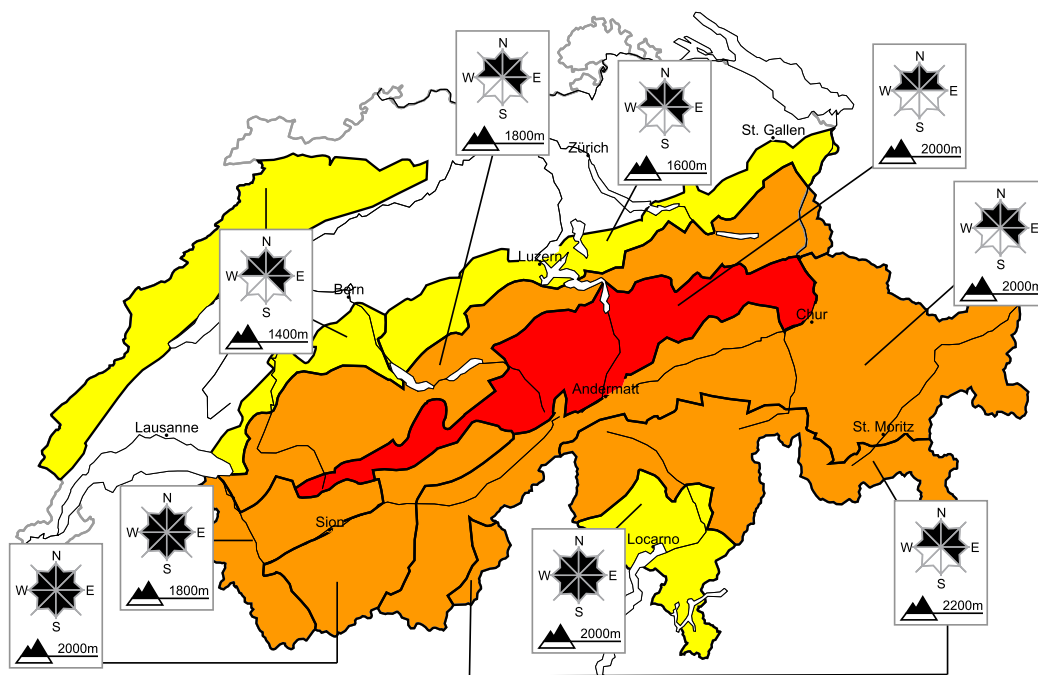 N
W E
S
1800m
N
W E
S
1600m
N
W E
S
2000m
St. Gallen
Zürich
N
W E
S
2000m
N
W E
S
1400m
Luzern
Bern
Chur
Andermatt
Lausanne
St. Moritz
N
W E
S
1800m
Sion
N
W E
S
2000m
N
W E
S
2000m
Locarno
N
W E
S
2200m